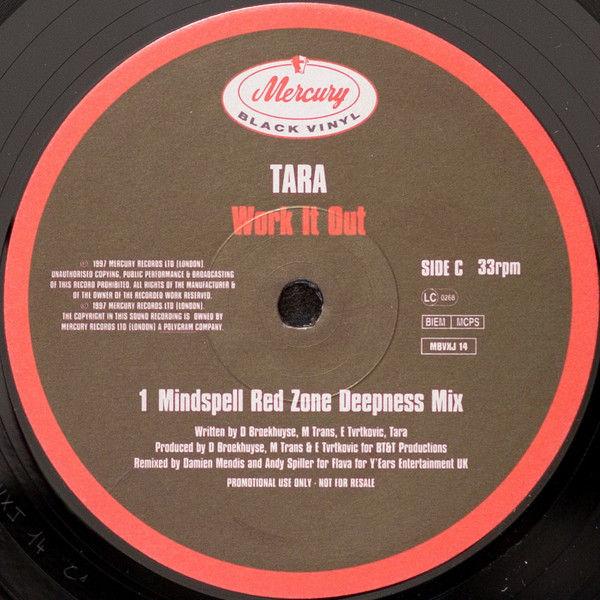 Mercury
BLACK VINYL
TARA
Work It Out
℗ 1997 MERCURY RECORDS LTD (LONDON).
UNAUTHORISED COPYING, PUBLIC PERFORMANCE & BROADCASTING
OF THIS RECORD PROHIBITED. ALL RIGHTS OF THE MANUFACTURER &
OF THE OWNER OF THE RECORDED WORK RESERVED.
© 1997 MERCURY RECORDS LTD (LONDON).
THE COPYRIGHT IN THIS SOUND RECORDING IS OWNED BY
MERCURY RECORDS LTD (LONDON) A POLYGRAM COMPANY.
SIDE C 33rpm
LC 0268
BIEM MCPS
MBVXJ 14
1 Mindspell Red Zone Deepness Mix
Written by D Broekhuyse, M Trans, E Tvrtkovic, Tara
Produced by D Broekhuyse, M Trans & E Tvrtkovic for BT&T Productions
Remixed by Damien Mendis and Andy Spiller for Flava for Y'Ears Entertainment UK
PROMOTIONAL USE ONLY - NOT FOR RESALE
14 C1